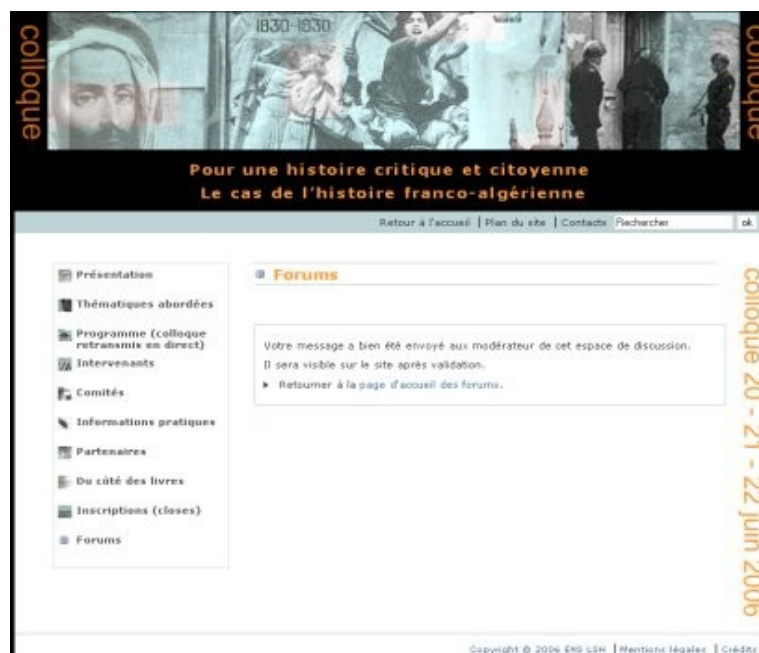 colloque
1830-1930
colloque
Pour une histoire critique et citoyenne
Le cas de l'histoire franco-algérienne
Retour à l'accueil | Plan du site | Contacts Rechercher ok
Présentation
Thématiques abordées
Programme (colloque
retransmis en direct)
Intervenants
Comités
Informations pratiques
Partenaires
Du côté des livres
Inscriptions (closes)
Forums
Forums
Votre message a bien été envoyé aux modérateur de cet espace de discussion.
Il sera visible sur le site après validation.
Retourner à la page d'accueil des forums.
colloque 20 - 21 - 22 juin 2006
Copyright © 2006 ENS LSH | Mentions légales | Crédits